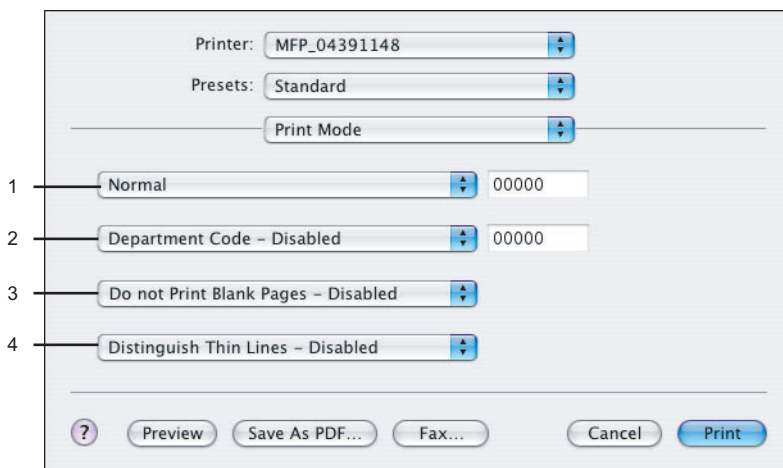 Printer: MFP_04391148
Presets: Standard
Print Mode
1 Normal 00000
2 Department Code – Disabled 00000
3 Do not Print Blank Pages – Disabled
4 Distinguish Thin Lines – Disabled
? Preview Save As PDF... Fax... Cancel Print